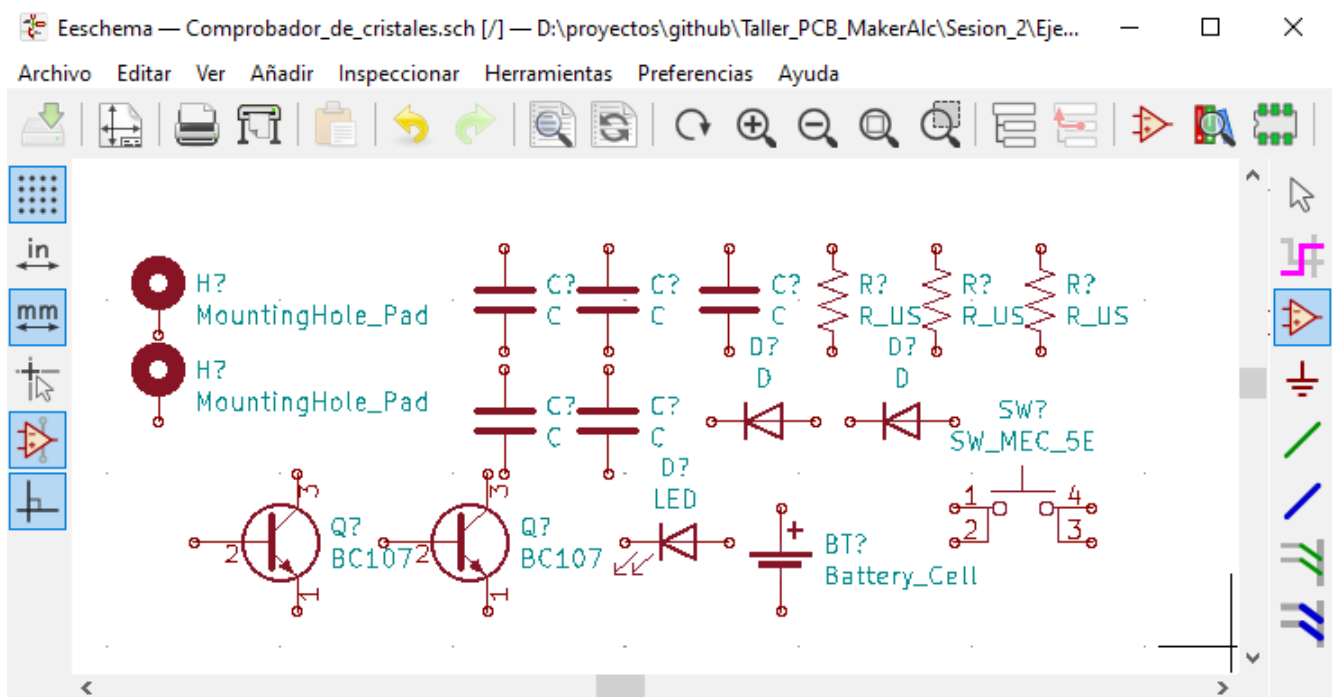 Eeschema — Comprobador_de_cristales.sch [/] — D:\proyectos\github\Taller_PCB_MakerAlc\Sesion_2\Eje...
Archivo Editar Ver Añadir Inspeccionar Herramientas Preferencias Ayuda
in
mm
H?
MountingHole_Pad
H?
MountingHole_Pad
C?
C
C?
C
C?
C
R?
R_US
R?
R_US
R?
R_US
C?
C
C?
C
D?
D
D?
D
SW?
SW_MEC_5E
1
2
4
3
3
2
1
Q?
BC107
3
2
1
Q?
BC107
D?
LED
+
BT?
Battery_Cell